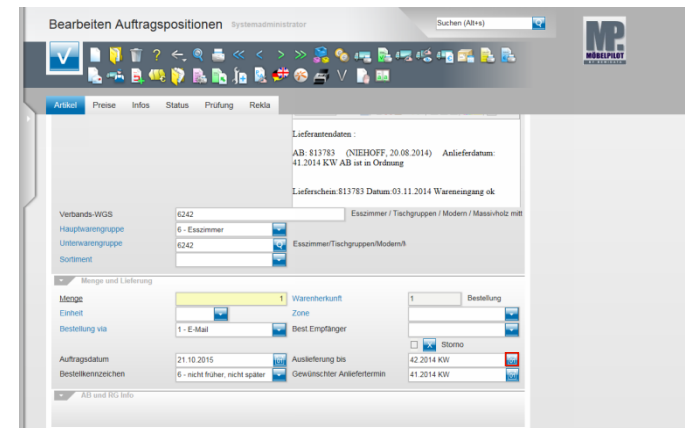 Bearbeiten Auftragspositionen Systemadministrator
Suchen (Alt+s)
MP
MÖBELPILOT
Artikel Preise Infos Status Prüfung Rekla
Lieferantendaten :
AB: 813783 (NIEHOFF, 20.08.2014) Anlieferdatum:
41.2014 KW AB ist in Ordnung
Lieferschein:813783 Datum:03.11.2014 Wareneingang ok
Verbands-WGS 6242 Esszimmer / Tischgruppen / Modern / Massivholz mitt
Hauptwarengruppe 6 - Esszimmer
Unterwarengruppe 6242 Esszimmer/Tischgruppen/Modern/M
Sortiment
Menge und Lieferung
Menge 1 Warenherkunft 1 Bestellung
Einheit Zone
Bestellung via 1 - E-Mail Best Empfänger
x Storno
Auftragsdatum 21.10.2015 Auslieferung bis 42.2014 KW
Bestellkennzeichen 6 - nicht früher, nicht später Gewünschter Anliefertermin 41.2014 KW
AB und RG Info